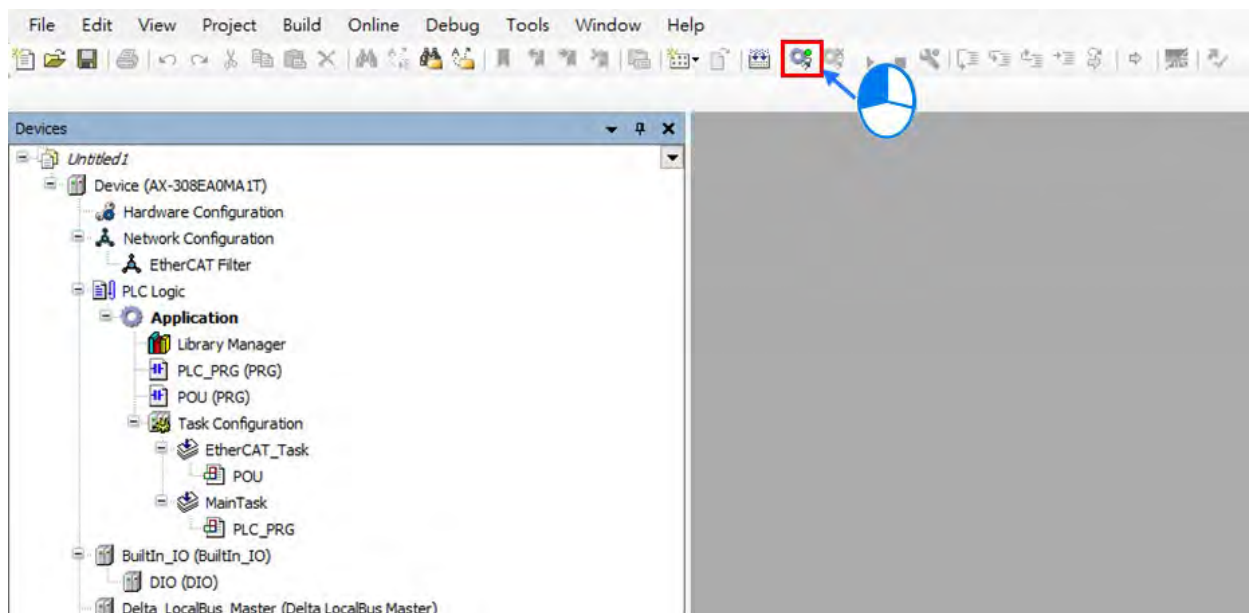 File Edit View Project Build Online Debug Tools Window Help
Devices
Untitled1
Device (AX-308EA0MA1T)
Hardware Configuration
Network Configuration
EtherCAT Filter
PLC Logic
Application
Library Manager
PLC_PRG (PRG)
POU (PRG)
Task Configuration
EtherCAT_Task
POU
MainTask
PLC_PRG
BuiltIn_IO (BuiltIn_IO)
DIO (DIO)
Delta_LocalBus_Master (Delta LocalBus Master)